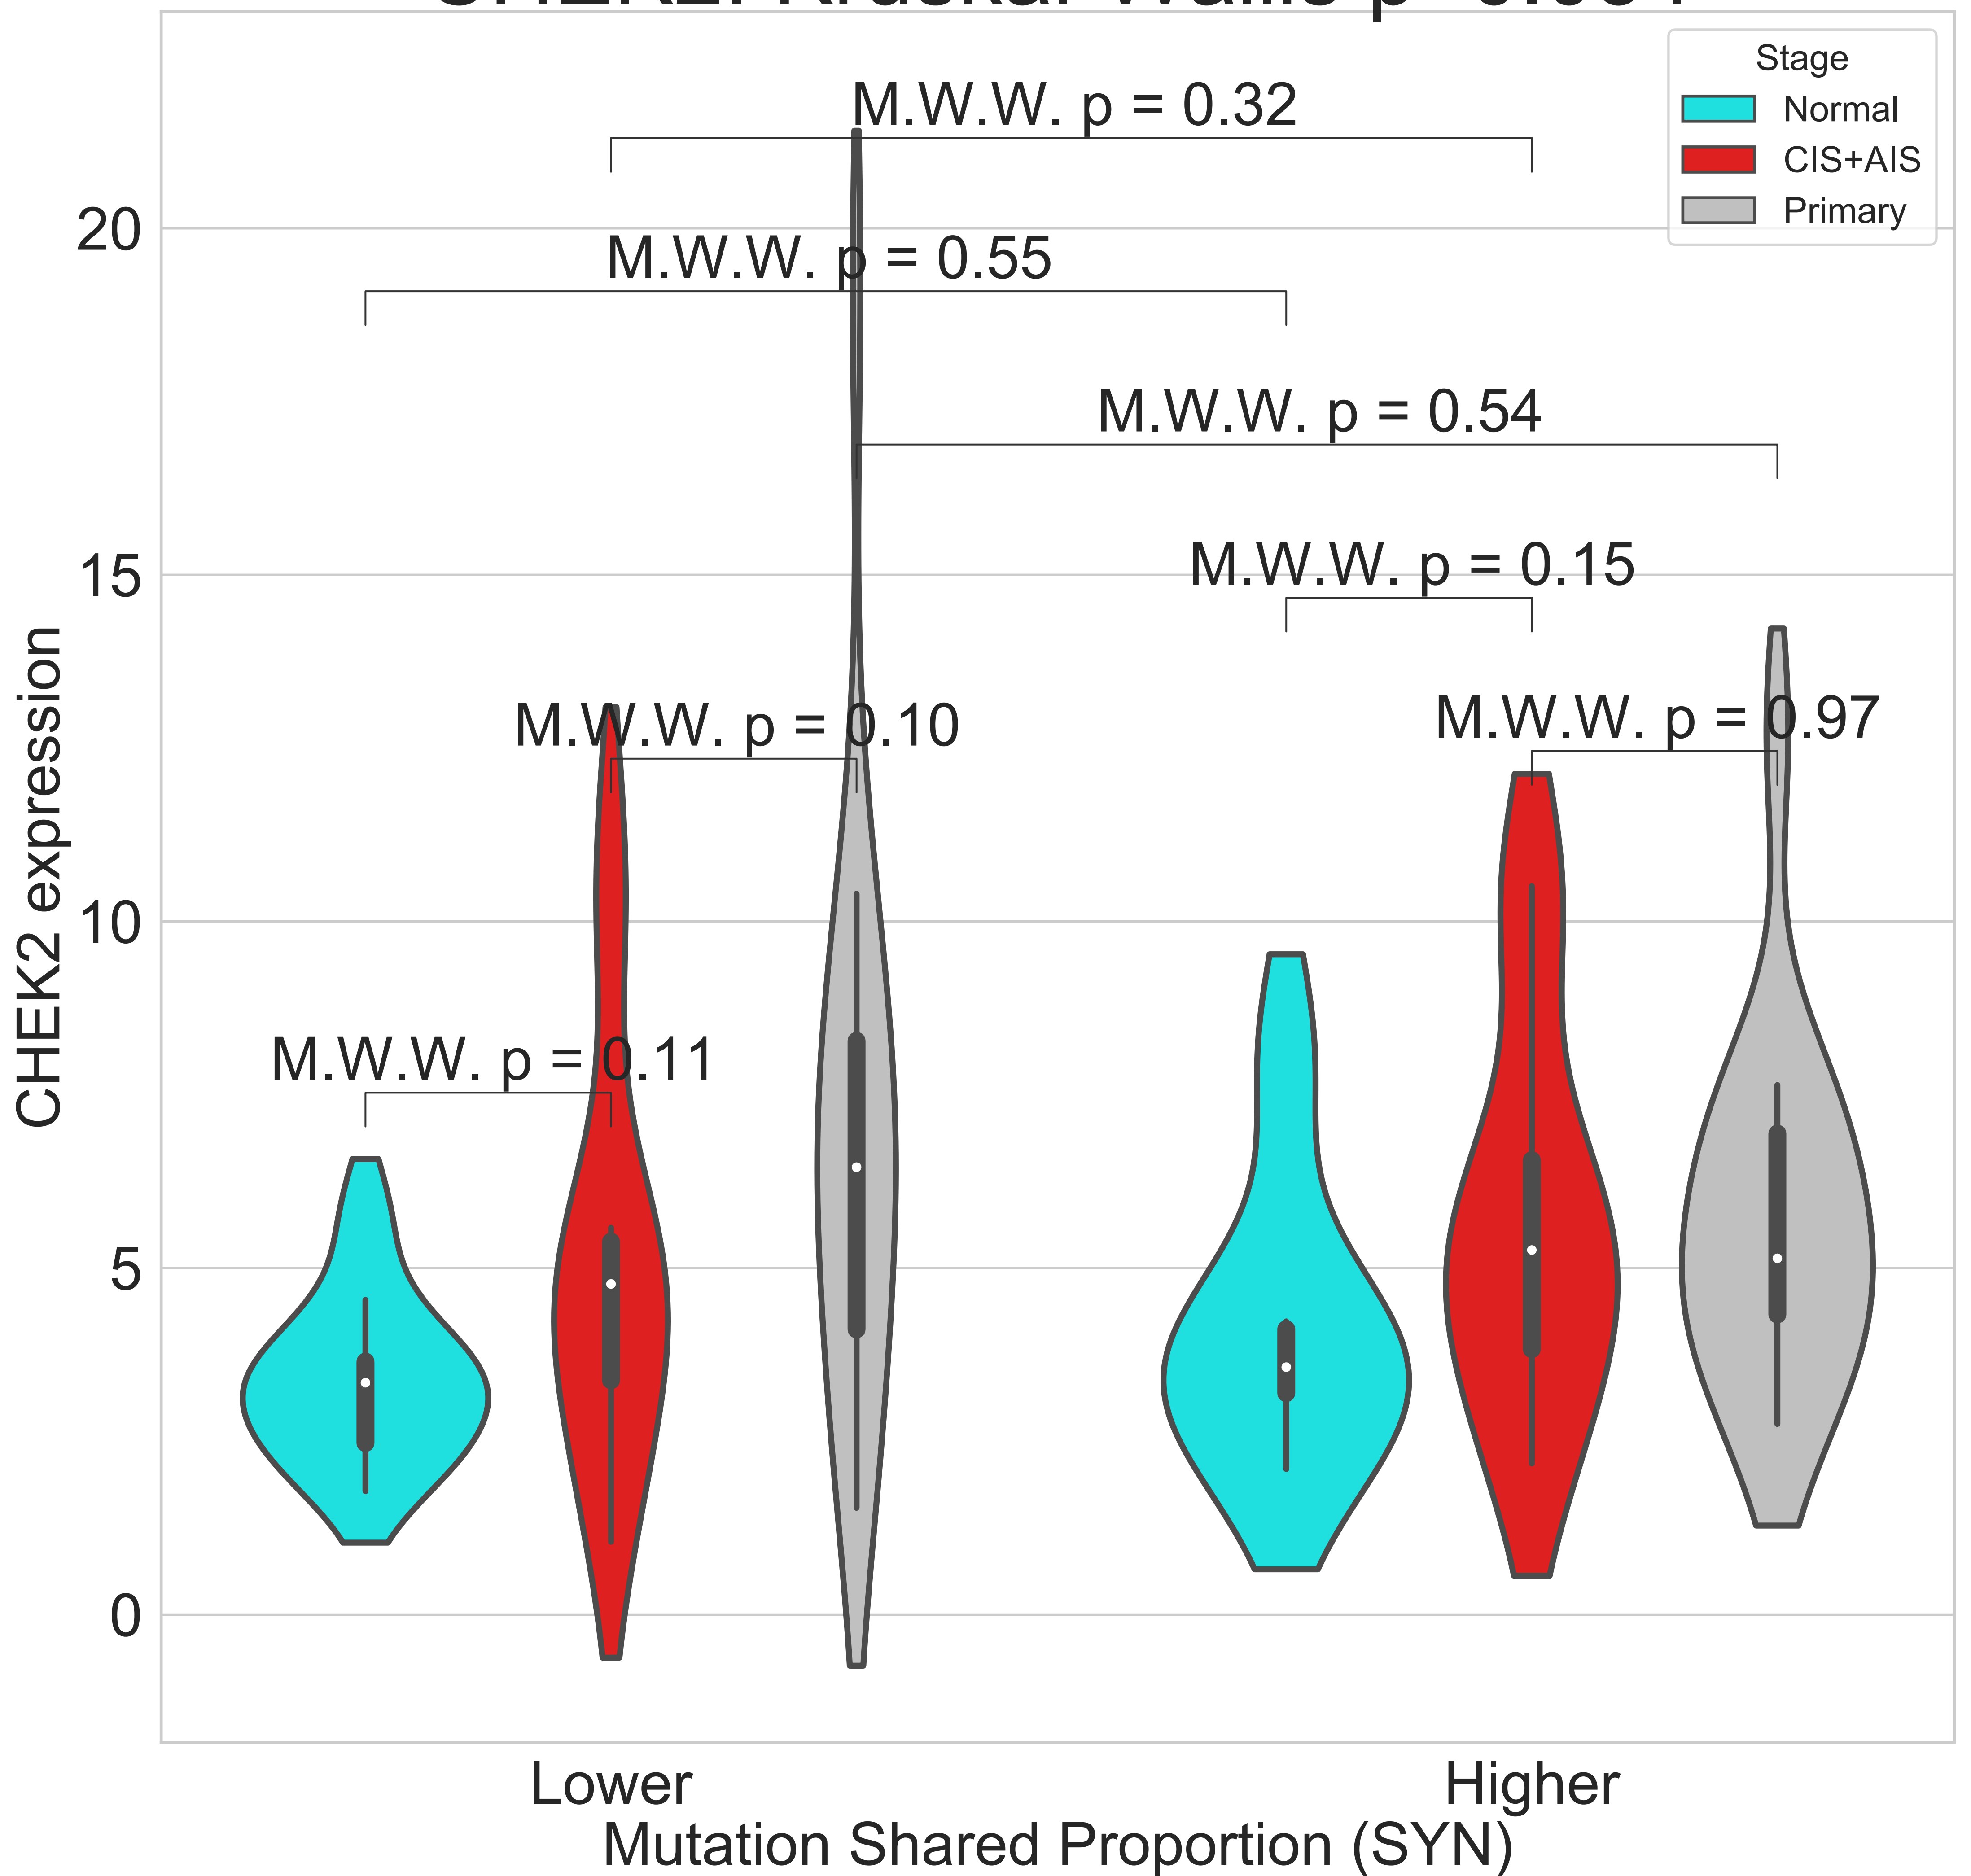 Stage
Normal
CIS+AIS
Primary
M.W.W. p = 0.32
M.W.W. p = 0.55
M.W.W. p = 0.54
M.W.W. p = 0.15
M.W.W. p = 0.10
M.W.W. p = 0.97
M.W.W. p = 0.11
20
15
10
5
0
CHEK2 expression
Lower
Higher
Mutation Shared Proportion (SYN)